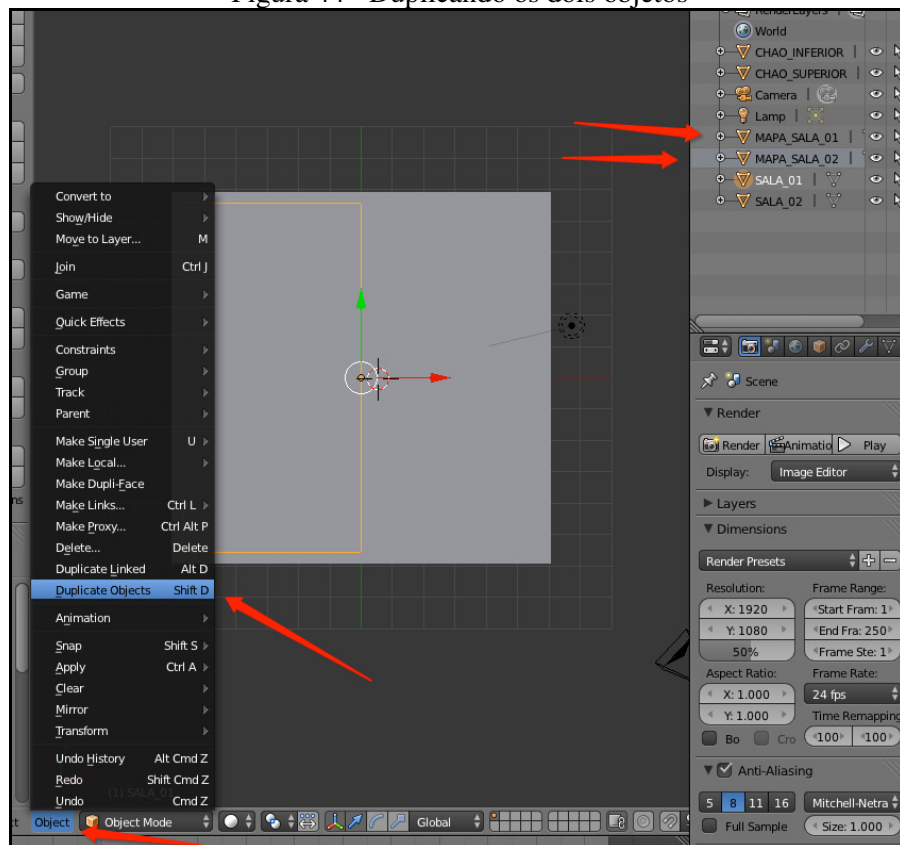 Figura 44 - Duplicando os dois objetos
World
CHAO_INFERIOR
CHAO_SUPERIOR
Camera
Lamp
MAPA_SALA_01
MAPA_SALA_02
SALA_01
SALA_02
Convert to
Show/Hide
Move to Layer... M
Join Ctrl J
Game
Quick Effects
Constraints
Group
Track
Parent
Make Single User U
Make Local...
Make Dupli-Face
Make Links... Ctrl L
Make Proxy... Ctrl Alt P
Delete... Delete
Duplicate Linked Alt D
Duplicate Objects Shift D
Animation
Snap Shift S
Apply Ctrl A
Clear
Mirror
Transform
Undo History Alt Cmd Z
Redo Shift Cmd Z
Undo Cmd Z
(1) SALA_01
Object Object Mode Global
Scene
Render
Render Animatio Play
Display: Image Editor
Layers
Dimensions
Render Presets
Resolution: Frame Range:
X: 1920 Start Fram: 1
Y: 1080 End Fra: 250
50% Frame Ste: 1
Aspect Ratio: Frame Rate:
X: 1.000 24 fps
Y: 1.000 Time Remapping
Bo Cro 100 100
Anti-Aliasing
5 8 11 16 Mitchell-Netra
Full Sample Size: 1.000